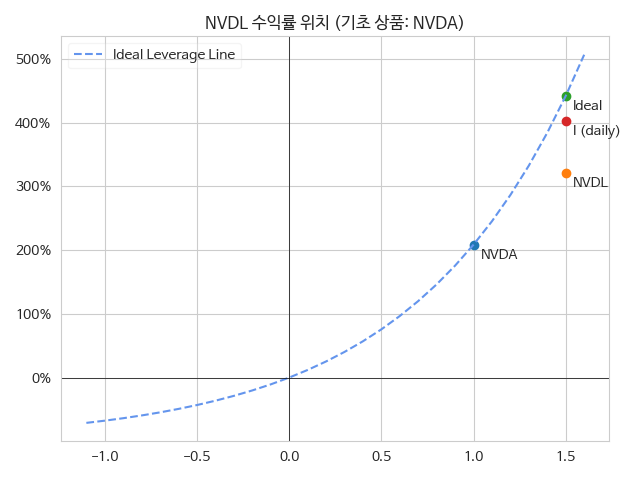 NVDL 수익률 위치 (기초 상품: NVDA)
Ideal Leverage Line
500%
400%
300%
200%
100%
0%
Ideal
I (daily)
NVDL
NVDA
−1.0
−0.5
0.0
0.5
1.0
1.5